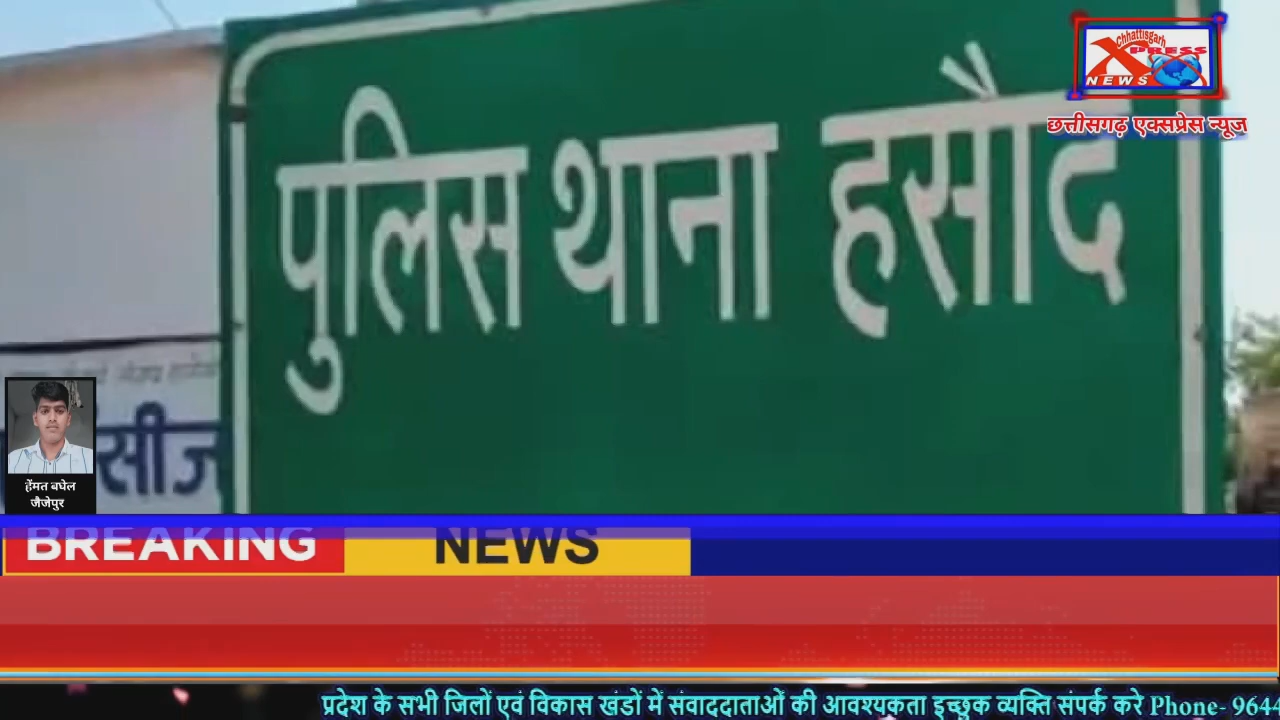 Chhattisgarh
XPRESS
NEWS
छत्तीसगढ़ एक्सप्रेस न्यूज
पुलिस थाना हसौद
सीज
हेंमत बघेल
जैजेपुर
BREAKING NEWS
प्रदेश के सभी जिलों एवं विकास खंडों में संवाददाताओं की आवश्यकता इच्छुक व्यक्ति संपर्क करे Phone- 9644